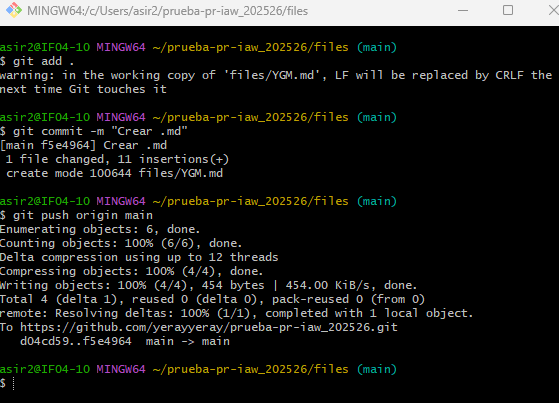 MINGW64:/c/Users/asir2/prueba-pr-iaw_202526/files
asir2@IF04-10 MINGW64 ~/prueba-pr-iaw_202526/files (main)
$ git add .
warning: in the working copy of 'files/YGM.md', LF will be replaced by CRLF the
next time Git touches it
asir2@IF04-10 MINGW64 ~/prueba-pr-iaw_202526/files (main)
$ git commit -m "Crear .md"
[main f5e4964] Crear .md
1 file changed, 11 insertions(+)
create mode 100644 files/YGM.md
asir2@IF04-10 MINGW64 ~/prueba-pr-iaw_202526/files (main)
$ git push origin main
Enumerating objects: 6, done.
Counting objects: 100% (6/6), done.
Delta compression using up to 12 threads
Compressing objects: 100% (4/4), done.
Writing objects: 100% (4/4), 454 bytes | 454.00 KiB/s, done.
Total 4 (delta 1), reused 0 (delta 0), pack-reused 0 (from 0)
remote: Resolving deltas: 100% (1/1), completed with 1 local object.
To https://github.com/yerayyeray/prueba-pr-iaw_202526.git
d04cd59..f5e4964  main -> main
asir2@IF04-10 MINGW64 ~/prueba-pr-iaw_202526/files (main)
$